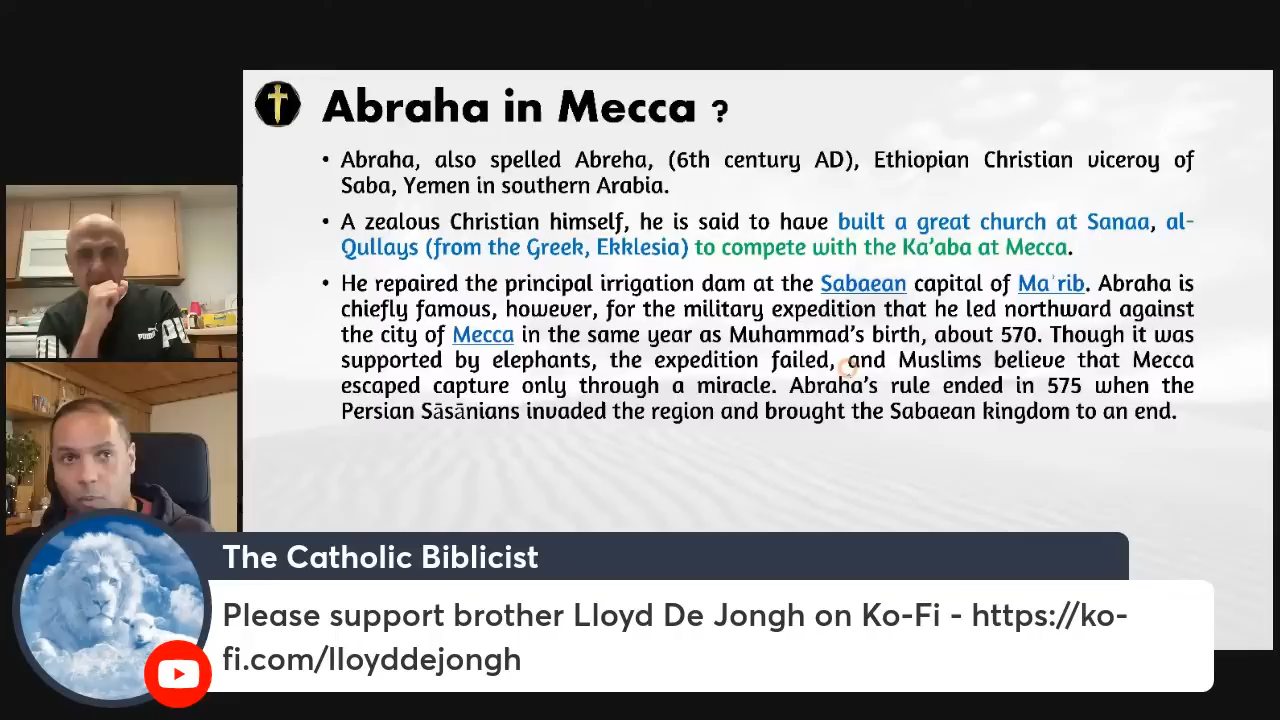 Abraha in Mecca ?
• Abraha, also spelled Abreha, (6th century AD), Ethiopian Christian viceroy of
Saba, Yemen in southern Arabia.
• A zealous Christian himself, he is said to have built a great church at Sanaa, al-
Qullays (from the Greek, Ekklesia) to compete with the Ka’aba at Mecca.
• He repaired the principal irrigation dam at the Sabaean capital of Maʾrib. Abraha is
chiefly famous, however, for the military expedition that he led northward against
the city of Mecca in the same year as Muhammad’s birth, about 570. Though it was
supported by elephants, the expedition failed, and Muslims believe that Mecca
escaped capture only through a miracle. Abraha’s rule ended in 575 when the
Persian Sāsānians invaded the region and brought the Sabaean kingdom to an end.
The Catholic Biblicist
Please support brother Lloyd De Jongh on Ko-Fi - https://ko-
fi.com/lloyddejongh